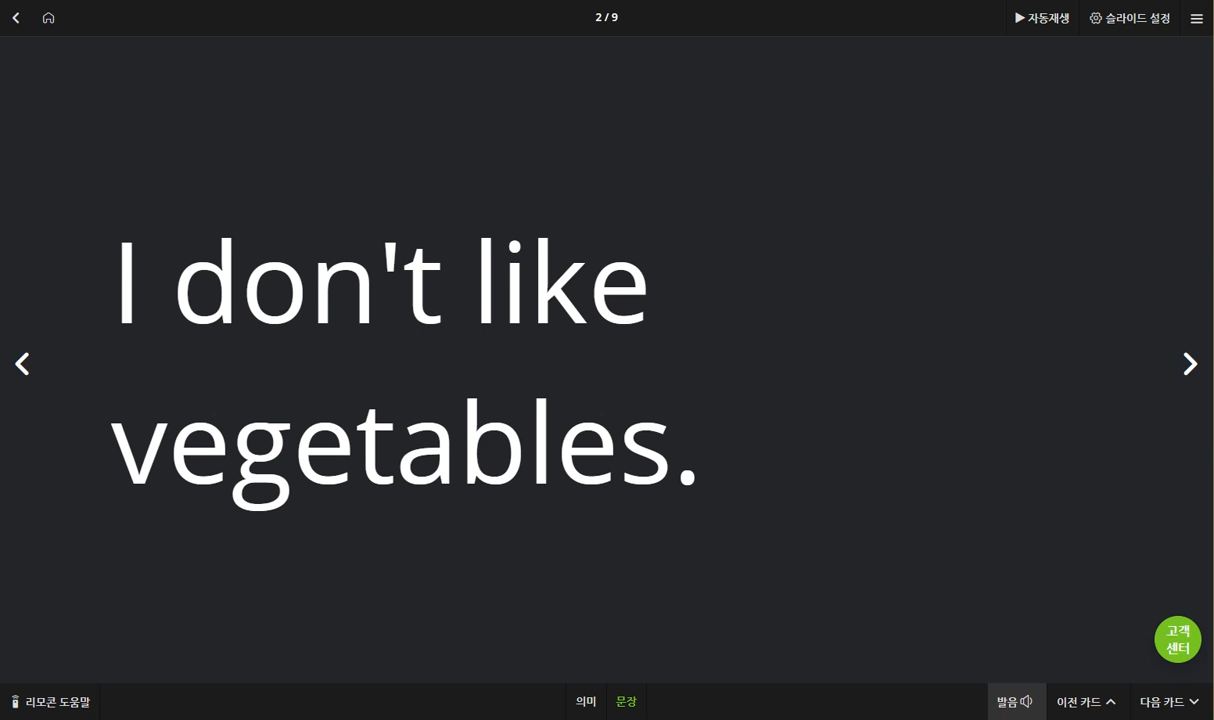 2 / 9
자동재생
슬라이드 설정
I don't like
vegetables.
고객
센터
리모콘 도움말
의미
문장
발음
이전 카드
다음 카드